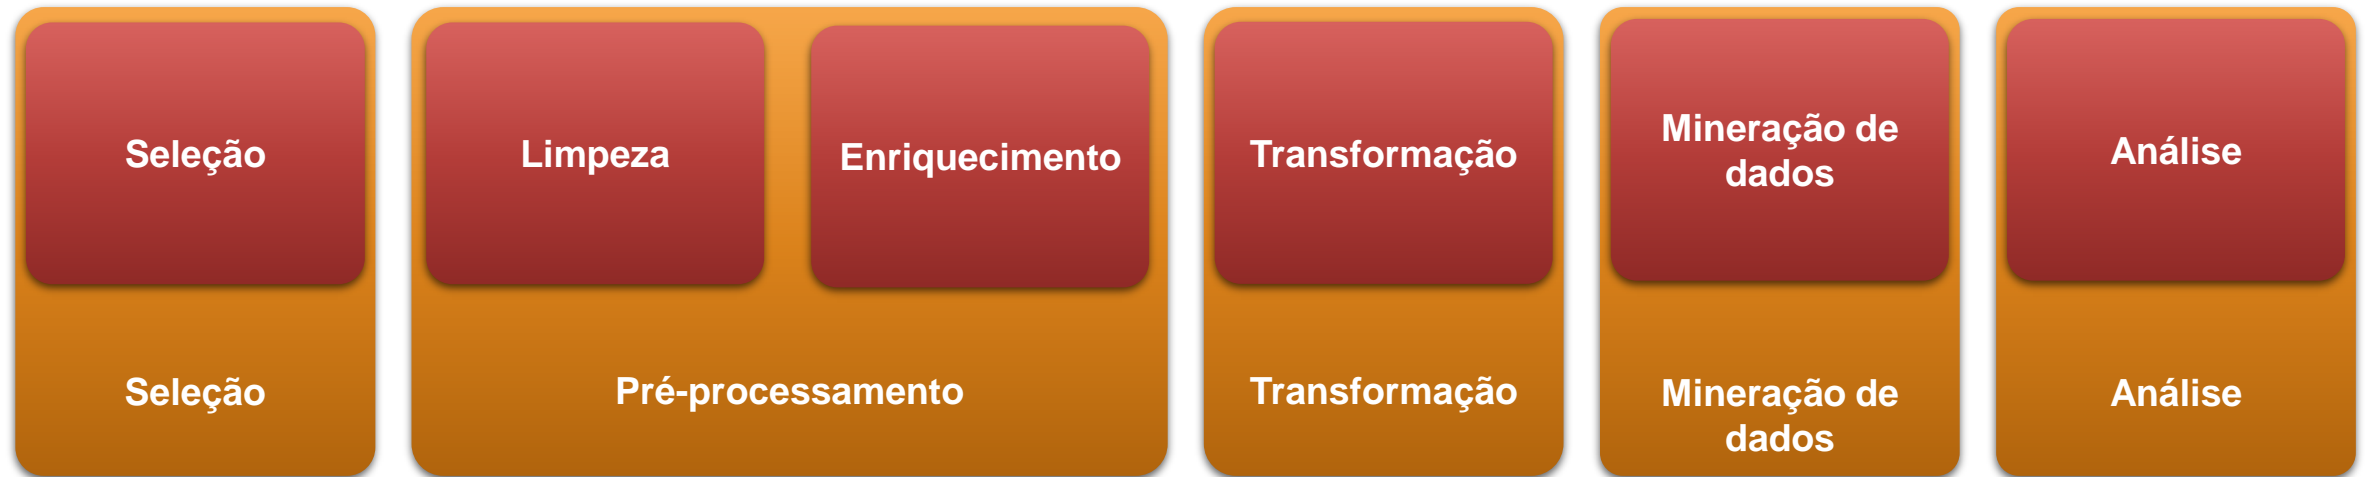 Seleção
Limpeza
Enriquecimento
Transformação
Mineração de
dados
Análise
Seleção
Pré-processamento
Transformação
Mineração de
dados
Análise